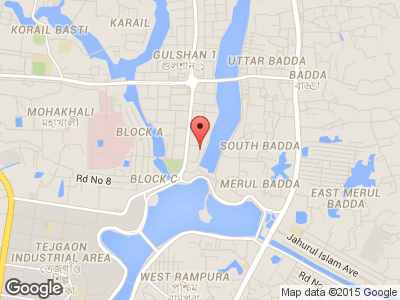 KORAIL BASTI
KARAIL
GULSHAN 1
গুলশান ১
UTTAR BADDA
BADDA
বাড্ডা
MOHAKHALI
মহাখালী
BLOCK A
SOUTH BADDA
Rd No 8
BLOCK C
MERUL BADDA
EAST MERUL
BADDA
TEJGAON
INDUSTRIAL AREA
তেজগাঁও
শিল্প
এলাকা
Jahurul Islam Ave
Rd No
WEST RAMPURA
পশ্চিম
রামপুরা
Google
Map data ©2015 Google